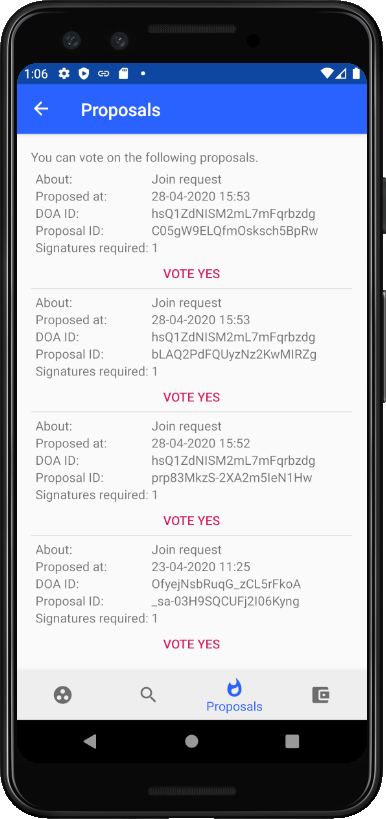 1:06
Proposals
You can vote on the following proposals.
About: Join request
Proposed at: 28-04-2020 15:53
DOA ID: hsQ1ZdNISM2mL7mFqrbzdg
Proposal ID: C05gW9ELQfmOsksch5BpRw
Signatures required: 1
VOTE YES
About: Join request
Proposed at: 28-04-2020 15:53
DOA ID: hsQ1ZdNISM2mL7mFqrbzdg
Proposal ID: bLAQ2PdFQUyzNz2KwMIRZg
Signatures required: 1
VOTE YES
About: Join request
Proposed at: 28-04-2020 15:52
DOA ID: hsQ1ZdNISM2mL7mFqrbzdg
Proposal ID: prp83MkzS-2XA2m5IeN1Hw
Signatures required: 1
VOTE YES
About: Join request
Proposed at: 23-04-2020 11:25
DOA ID: OfyejNsbRuqG_zCL5rFkoA
Proposal ID: _sa-03H9SQCUFj2I06Kyng
Signatures required: 1
VOTE YES
Proposals